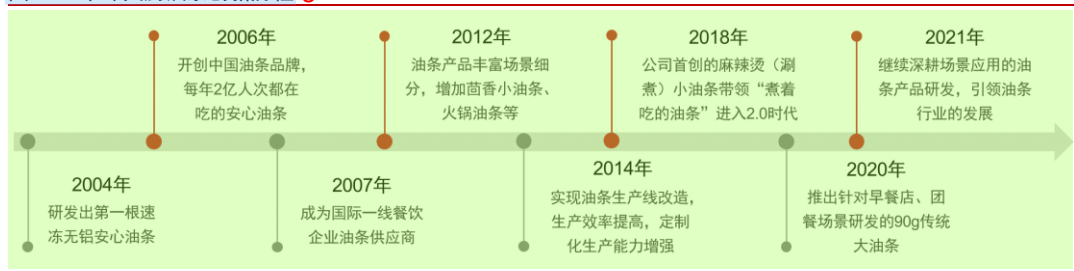 2006年
开创中国油条品牌，
每年2亿人次都在
吃的安心油条
2012年
油条产品丰富场景细
分，增加茴香小油条、
火锅油条等
2018年
公司首创的麻辣烫（涮
煮）小油条带领“煮着
吃的油条”进入2.0时代
2021年
继续深耕场景应用的油
条产品研发，引领油条
行业的发展
2004年
研发出第一根速
冻无铝安心油条
2007年
成为国际一线餐饮
企业油条供应商
2014年
实现油条生产线改造，
生产效率提高，定制
化生产能力增强
2020年
推出针对早餐店、团
餐场景研发的90g传统
大油条